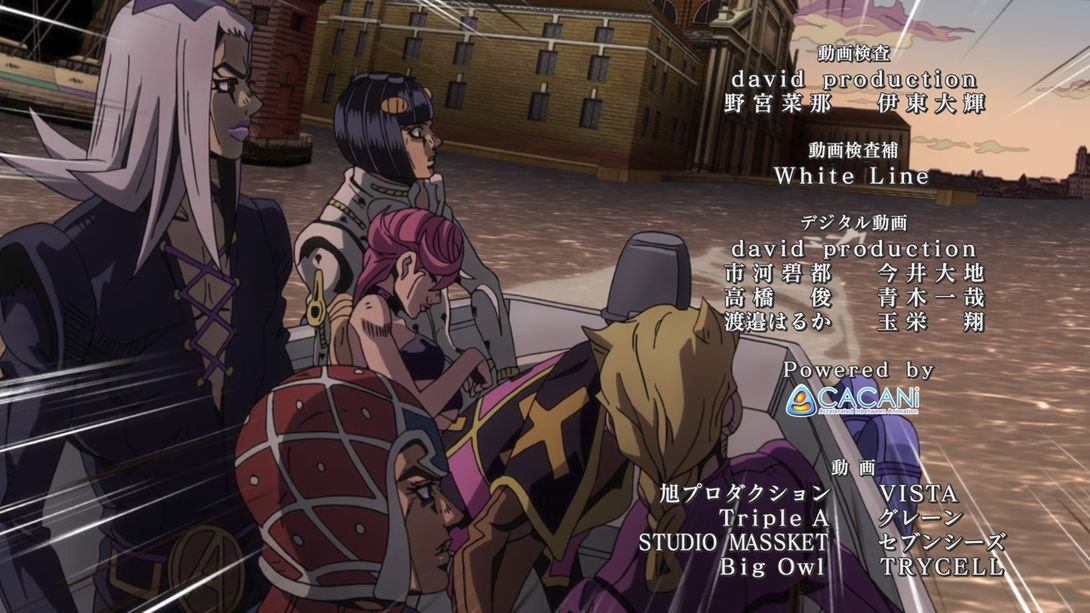 動画検査
david production
野宮菜那　伊東大輝
動画検査補
White Line
デジタル動画
david production
市河碧都　今井大地
高橋　俊　青木一哉
渡邉はるか　玉栄　翔
Powered by
CACANi
Accelerated Inbetween Animation
動 画
旭プロダクション　VISTA
Triple A　グレーン
STUDIO MASSKET　セブンシーズ
Big Owl　TRYCELL